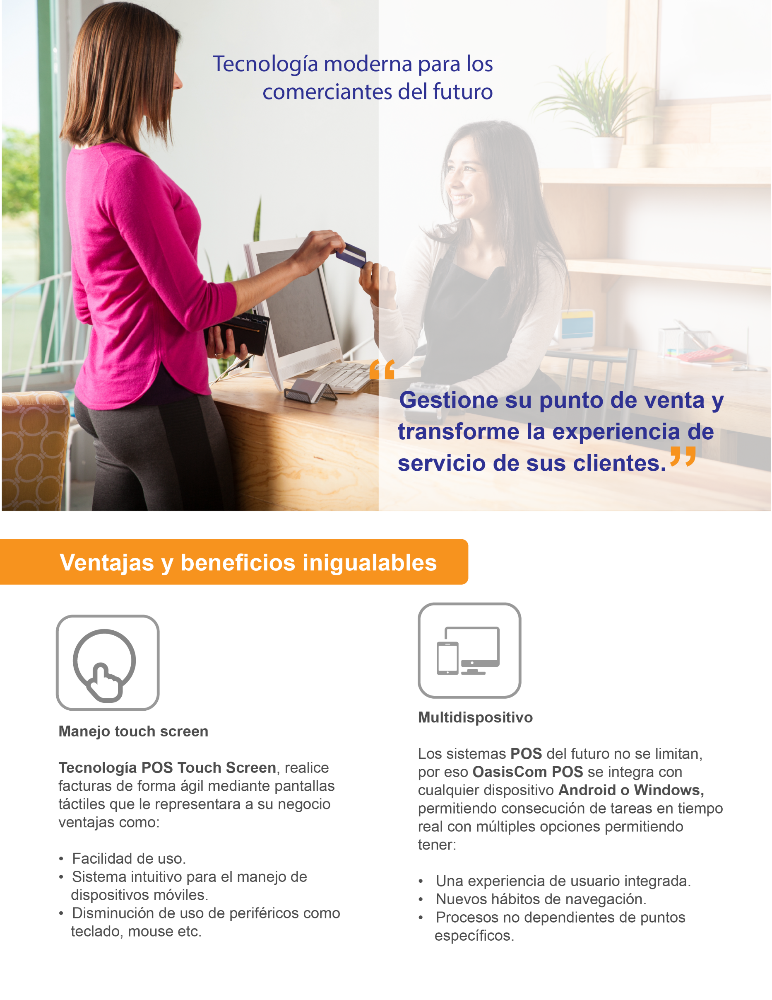 Tecnología moderna para los
comerciantes del futuro
“
Gestione su punto de venta y
transforme la experiencia de
servicio de sus clientes.”
Ventajas y beneficios inigualables
Manejo touch screen
Tecnología POS Touch Screen, realice
facturas de forma ágil mediante pantallas
táctiles que le representara a su negocio
ventajas como:
• Facilidad de uso.
• Sistema intuitivo para el manejo de
dispositivos móviles.
• Disminución de uso de periféricos como
teclado, mouse etc.
Multidispositivo
Los sistemas POS del futuro no se limitan,
por eso OasisCom POS se integra con
cualquier dispositivo Android o Windows,
permitiendo consecución de tareas en tiempo
real con múltiples opciones permitiendo
tener:
• Una experiencia de usuario integrada.
• Nuevos hábitos de navegación.
• Procesos no dependientes de puntos
específicos.